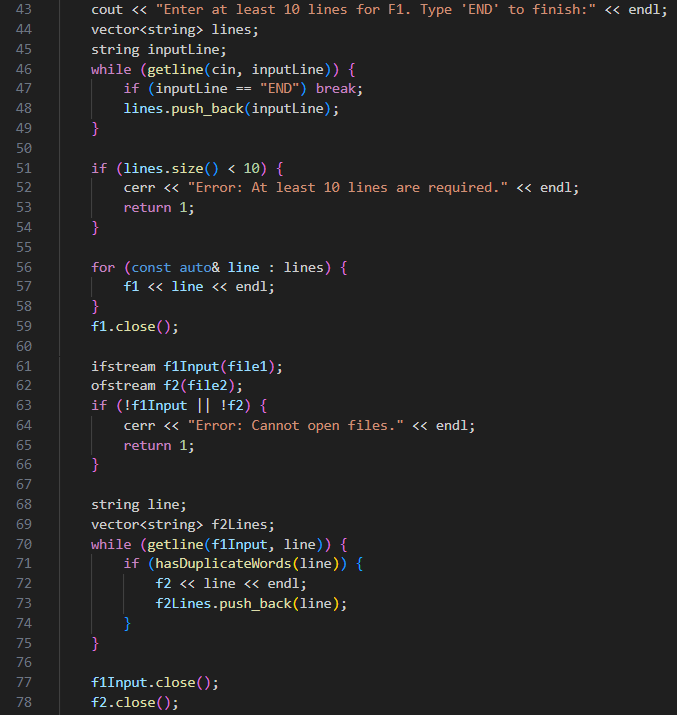 43 cout << "Enter at least 10 lines for F1. Type 'END' to finish:" << endl;
44 vector<string> lines;
45 string inputLine;
46 while (getline(cin, inputLine)) {
47 if (inputLine == "END") break;
48 lines.push_back(inputLine);
49 }
50
51 if (lines.size() < 10) {
52 cerr << "Error: At least 10 lines are required." << endl;
53 return 1;
54 }
55
56 for (const auto& line : lines) {
57 f1 << line << endl;
58 }
59 f1.close();
60
61 ifstream f1Input(file1);
62 ofstream f2(file2);
63 if (!f1Input || !f2) {
64 cerr << "Error: Cannot open files." << endl;
65 return 1;
66 }
67
68 string line;
69 vector<string> f2Lines;
70 while (getline(f1Input, line)) {
71 if (hasDuplicateWords(line)) {
72 f2 << line << endl;
73 f2Lines.push_back(line);
74 }
75 }
76
77 f1Input.close();
78 f2.close();